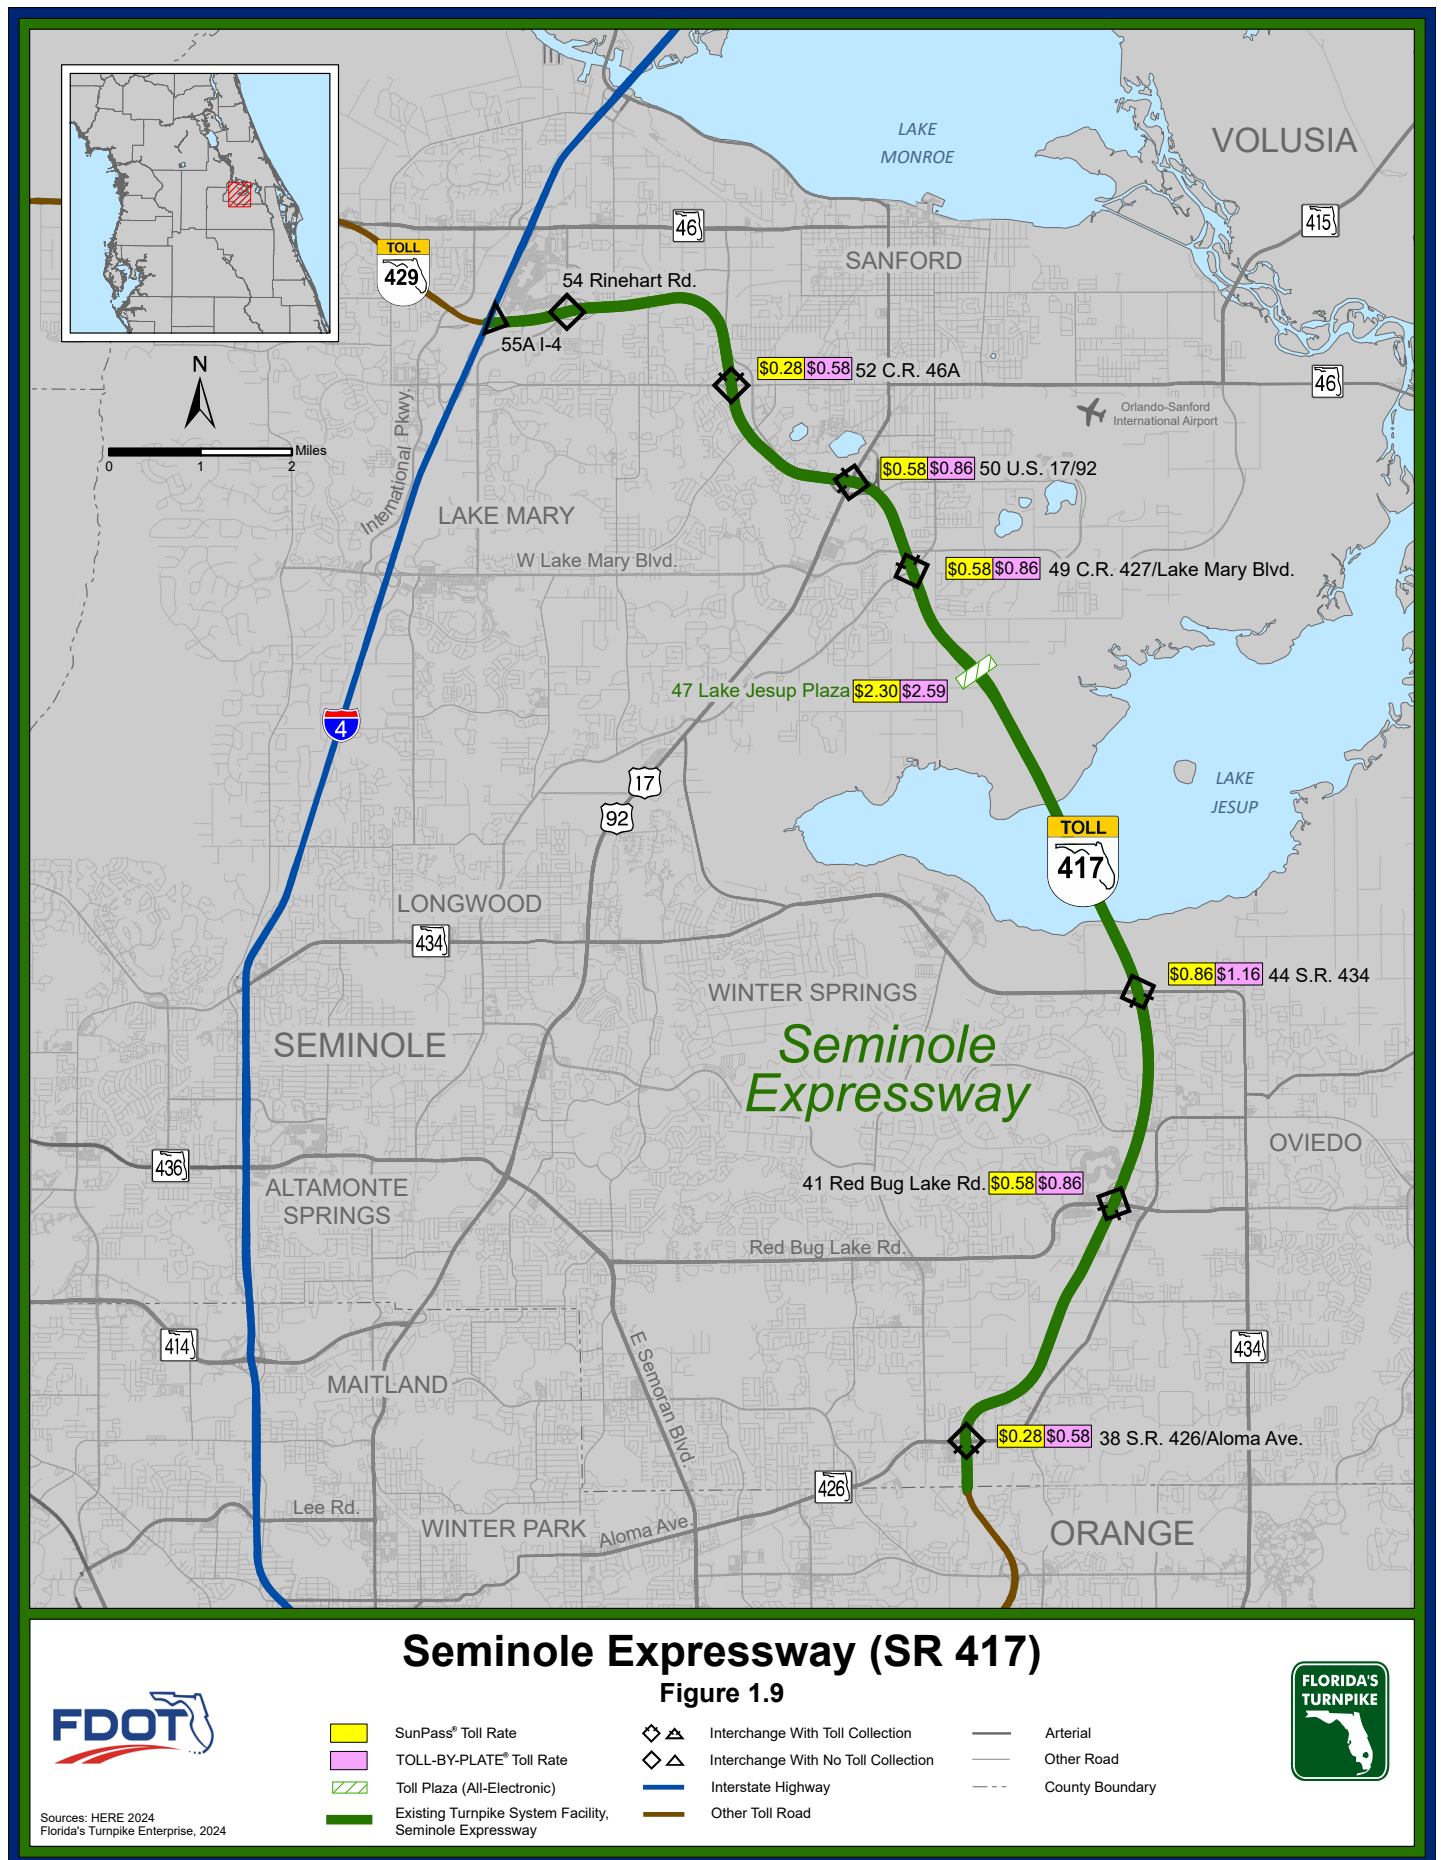 LAKE
MONROE
VOLUSIA
415
46
SANFORD
TOLL
429
54 Rinehart Rd.
55A I-4
$0.28 $0.58 52 C.R. 46A
46
N
Orlando-Sanford
International Airport
Miles
0 1 2
International Pkwy.
$0.58 $0.86 50 U.S. 17/92
LAKE MARY
W Lake Mary Blvd.
$0.58 $0.86 49 C.R. 427/Lake Mary Blvd.
47 Lake Jesup Plaza $2.30 $2.59
4
17
92
LAKE
JESUP
TOLL
417
LONGWOOD
434
$0.86 $1.16 44 S.R. 434
WINTER SPRINGS
SEMINOLE
Seminole
Expressway
OVIEDO
436
ALTAMONTE
SPRINGS
41 Red Bug Lake Rd. $0.58 $0.86
Red Bug Lake Rd.
414
434
E Semoran Blvd.
MAITLAND
$0.28 $0.58 38 S.R. 426/Aloma Ave.
426
Lee Rd.
WINTER PARK
Aloma Ave.
ORANGE
Seminole Expressway (SR 417)
Figure 1.9
FDOT
FLORIDA'S
TURNPIKE
SunPass® Toll Rate
TOLL-BY-PLATE® Toll Rate
Toll Plaza (All-Electronic)
Existing Turnpike System Facility,
Seminole Expressway
Interchange With Toll Collection
Interchange With No Toll Collection
Interstate Highway
Other Toll Road
Arterial
Other Road
County Boundary
Sources: HERE 2024
Florida's Turnpike Enterprise, 2024